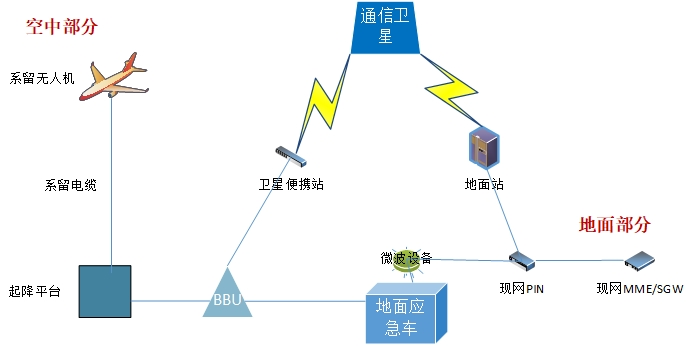 通信卫
星
空中部分
系留无人机
系留电缆
卫星便携站
地面站
地面部分
微波设备
起降平台
BBU
地面应
急车
现网PIN
现网MME/SGW